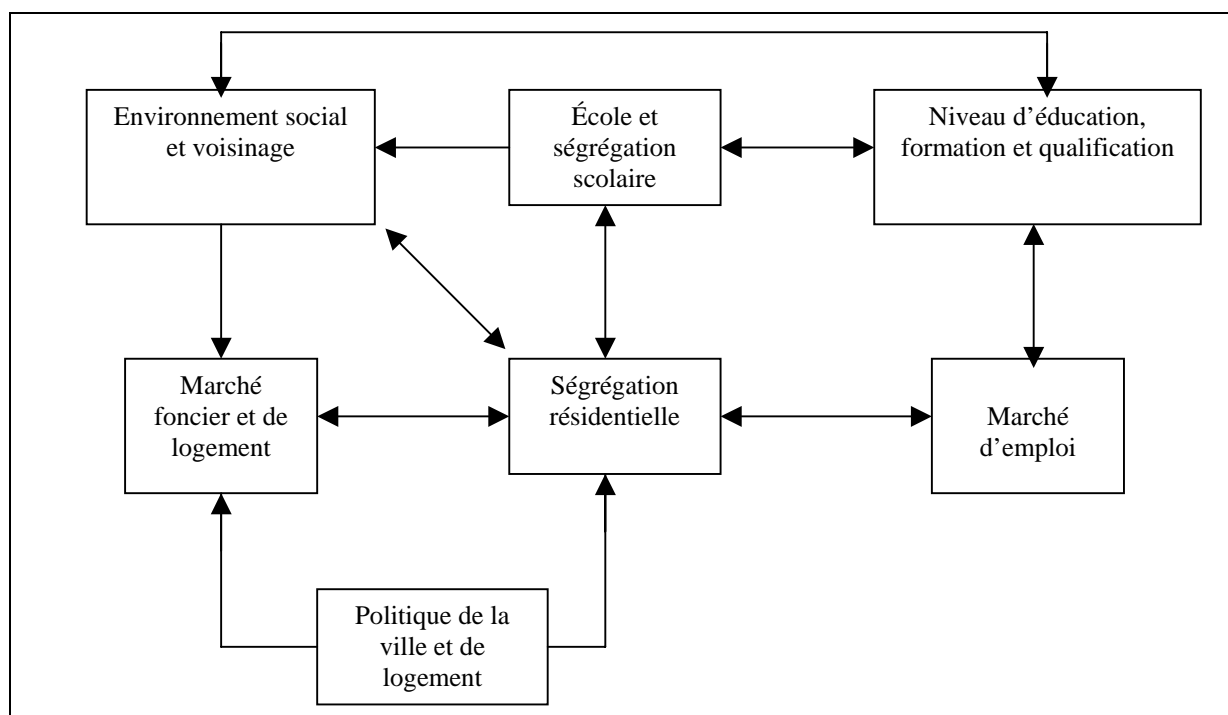 Environnement social
et voisinage
École et
ségrégation
scolaire
Niveau d’éducation,
formation et qualification
Marché
foncier et de
logement
Ségrégation
résidentielle
Marché
d’emploi
Politique de la
ville et de
logement